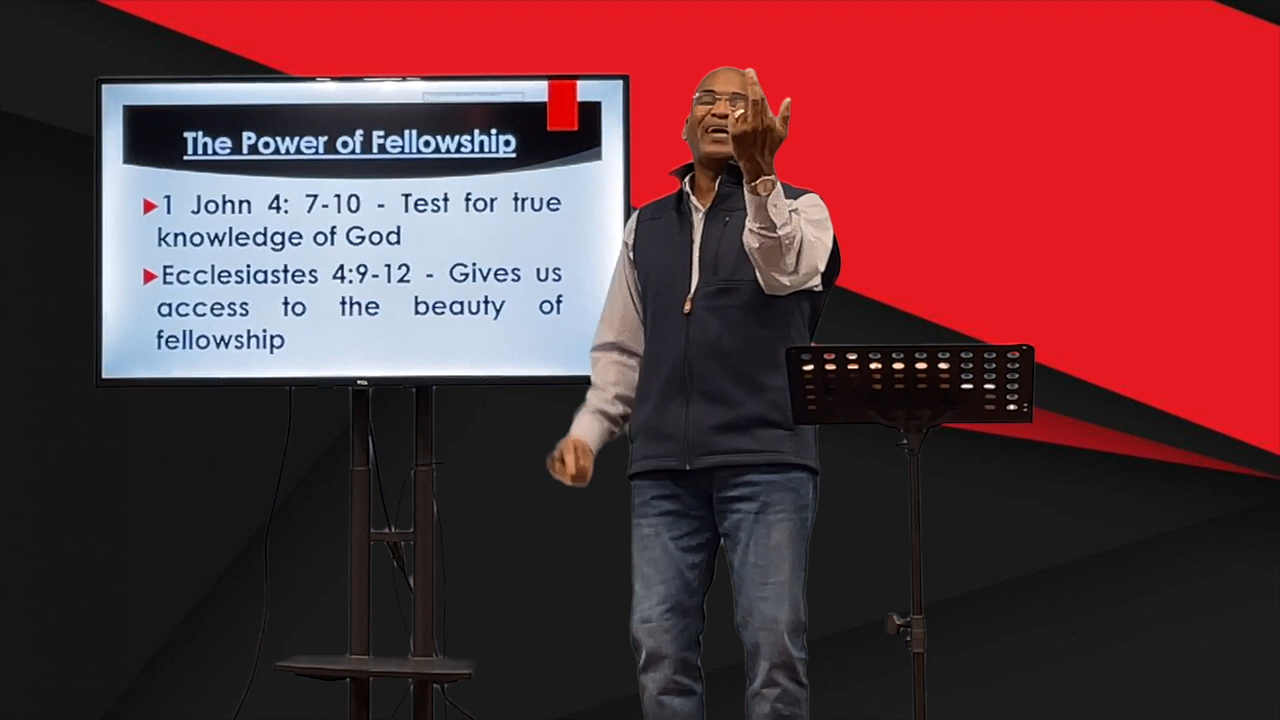 The Power of Fellowship
1 John 4: 7-10 - Test for true
knowledge of God
Ecclesiastes 4:9-12 - Gives us
access to the beauty of
fellowship
TCL